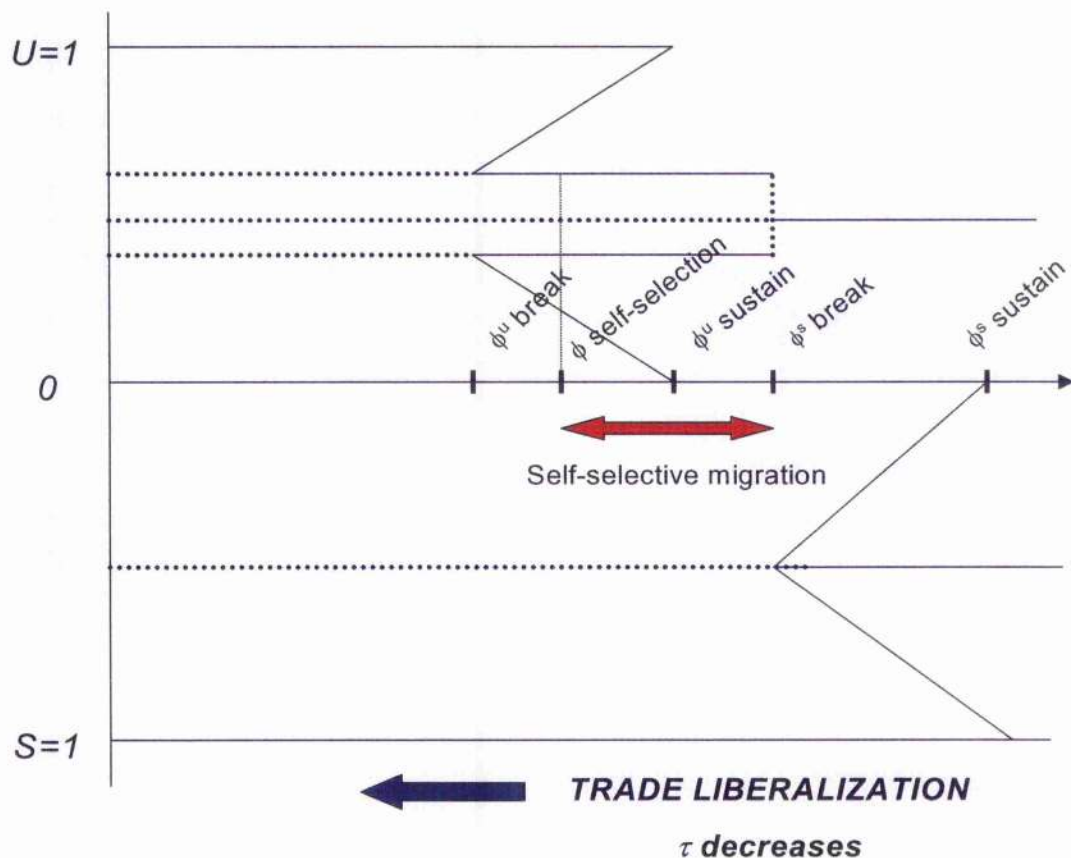 U=1
ϕᵘ break
ϕ self-selection
ϕᵘ sustain
ϕˢ break
ϕˢ sustain
0
Self-selective migration
S=1
TRADE LIBERALIZATION
τ decreases